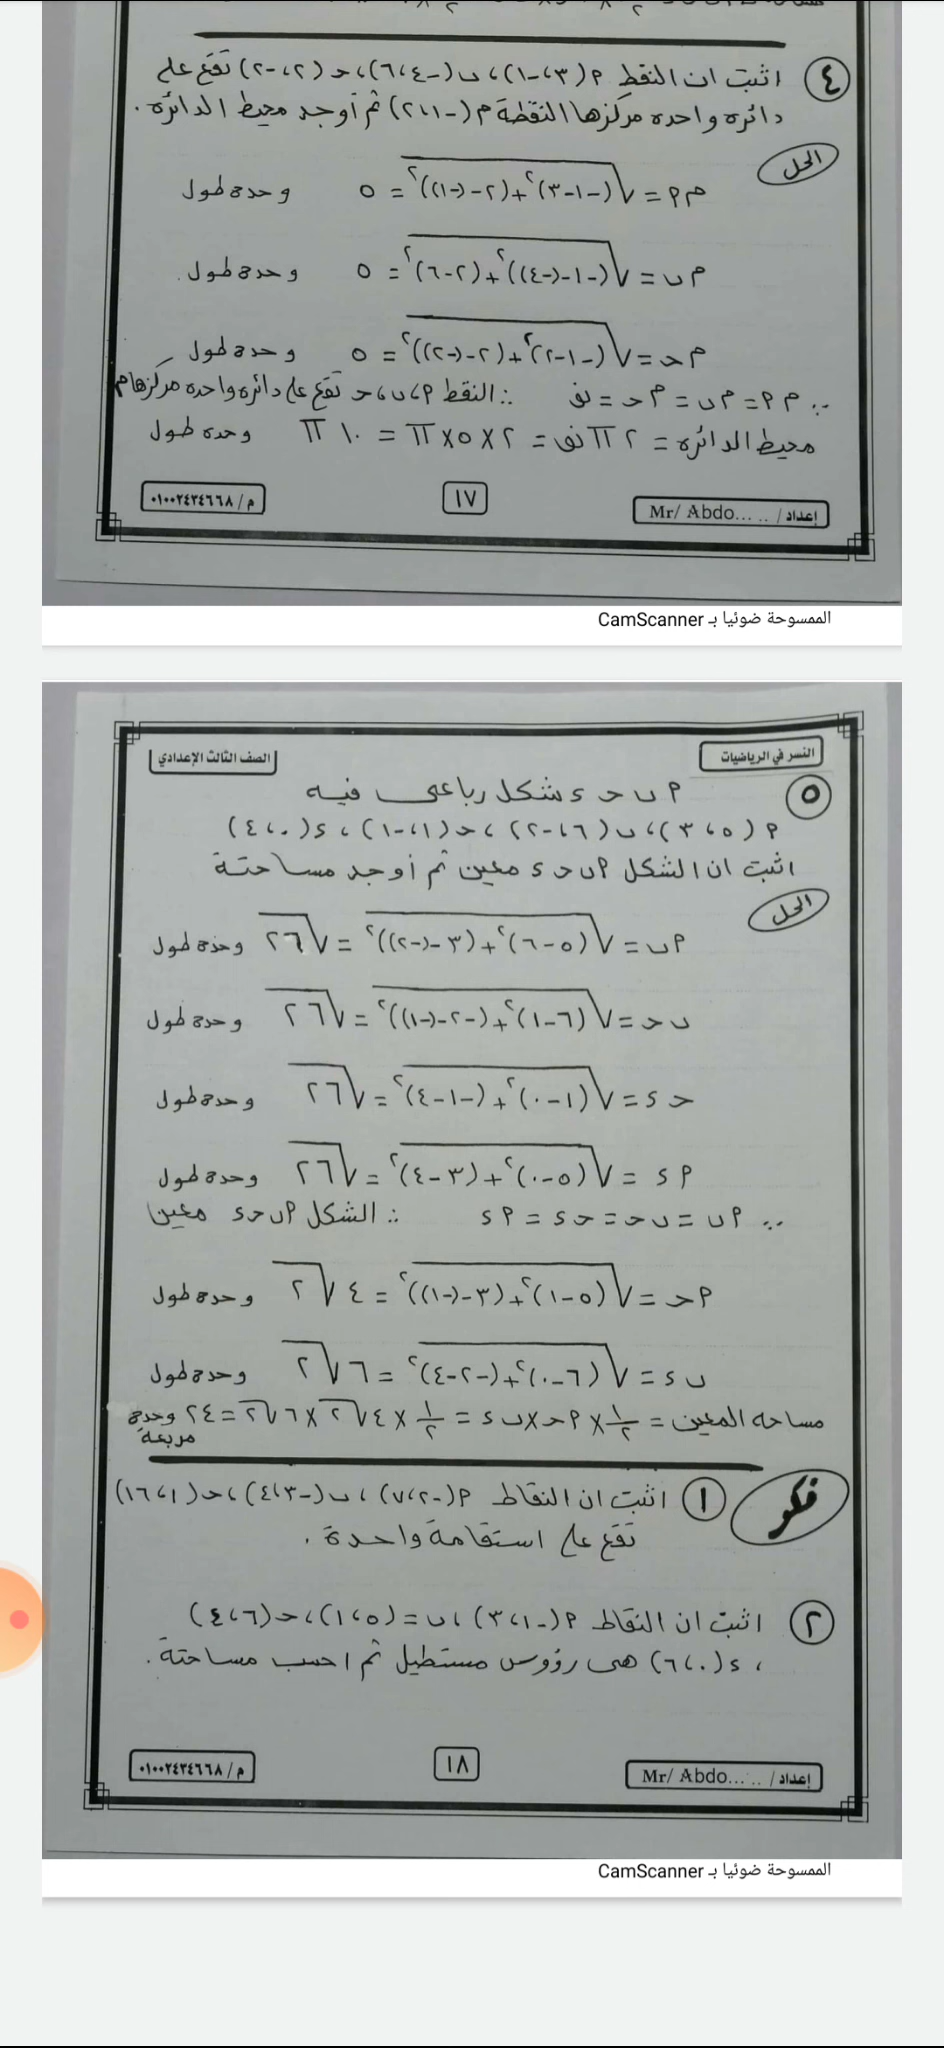 ٤ اثبت ان النقط م (٣ ، -١) ، ب (-٤ ، ٦) ، ح (٢ ، -٢) تقع على
دائره واحده مركزها النقطة م (-١ ، ٢) ثم أوجد محيط الدائرة .
الحل
م م = √(-١-٣)² + (٢-(-١))² = ٥ وحدة طول
م ب = √(-١-(-٤))² + (٢-٦)² = ٥ وحدة طول .
م ح = √(-١-٢)² + (٢-(-٢))² = ٥ وحدة طول
∵ م م = م ب = م ح = نق ∴ النقط م ، ب ، ح تقع على دائره واحده مركزها م
محيط الدائره = ٢ π نق = ٢ × ٥ × π = ١٠ π وحدة طول
إعداد / Mr/ Abdo... .. ١٧ م / ٠١٠٠٢٤٣٤٦٦٨
الممسوحة ضوئيا بـ CamScanner
النسر في الرياضيات الصف الثالث الإعدادي
٥ م ب ح ء شكل رباعى فيه
م (٥ ، ٣) ، ب (٦ ، -٢) ، ح (١ ، -١) ، ء (٠ ، ٤)
اثبت ان الشكل م ب ح ء معين ثم أوجد مساحتة
الحل
م ب = √(٥-٦)² + (٣-(-٢))² = √٢٦ وحدة طول
ب ح = √(٦-١)² + (-٢-(-١))² = √٢٦ وحدة طول
ح ء = √(١-٠)² + (-١-٤)² = √٢٦ وحدة طول
م ء = √(٥-٠)² + (٣-٤)² = √٢٦ وحدة طول
∵ م ب = ب ح = ح ء = م ء ∴ الشكل م ب ح ء معين
م ح = √(٥-١)² + (٣-(-١))² = ٤√٢ وحدة طول
ب ء = √(٦-٠)² + (-٢-٤)² = ٦√٢ وحدة طول
مساحه المعين = ١/٢ × م ح × ب ء = ١/٢ × ٤√٢ × ٦√٢ = ٢٤ وحدة
مربعة
فكر ١ اثبت ان النقاط م (-٢ ، ٧) ، ب (-٣ ، ٤) ، ح (١ ، ١٦)
تقع على استقامة واحدة .
٢ اثبت ان النقاط م (-١ ، ٣) ، ب = (٥ ، ١) ، ح (٦ ، ٤)
، ء (٠ ، ٦) هى رؤوس مستطيل ثم احسب مساحتة .
إعداد / Mr/ Abdo... .. ١٨ م / ٠١٠٠٢٤٣٤٦٦٨
الممسوحة ضوئيا بـ CamScanner